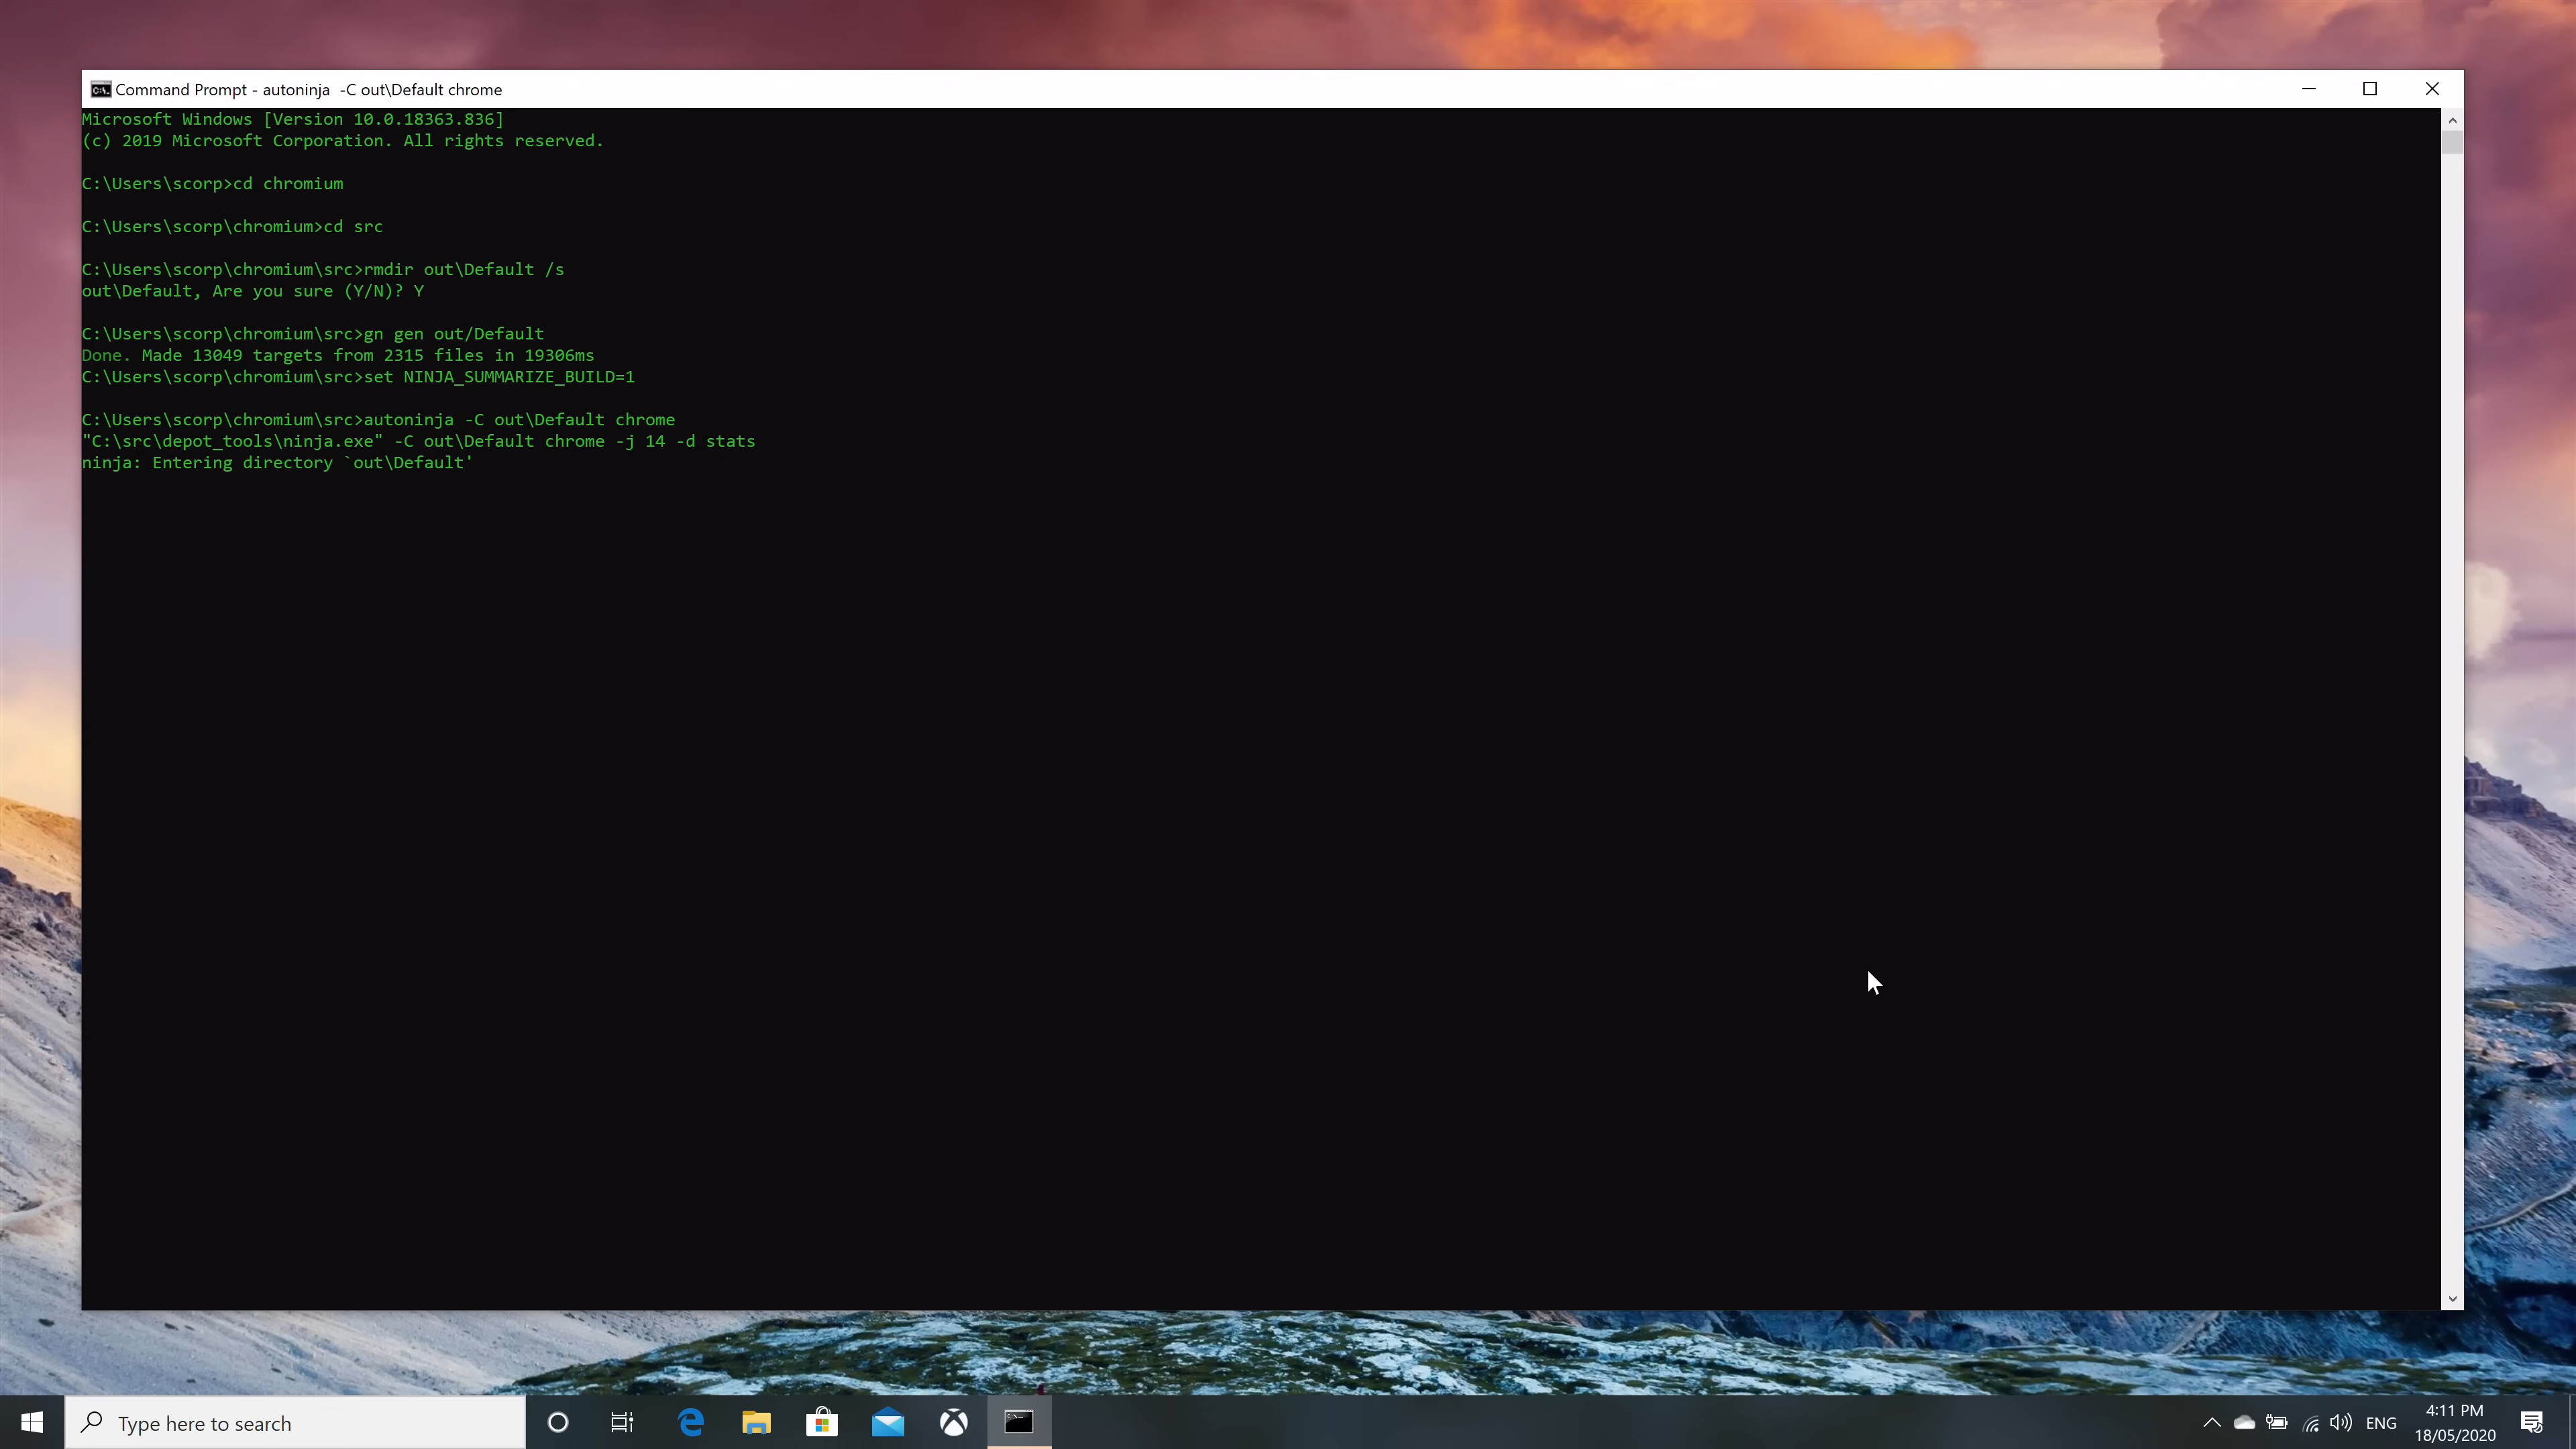 Command Prompt - autoninja  -C out\Default chrome
Microsoft Windows [Version 10.0.18363.836]
(c) 2019 Microsoft Corporation. All rights reserved.
C:\Users\scorp>cd chromium
C:\Users\scorp\chromium>cd src
C:\Users\scorp\chromium\src>rmdir out\Default /s
out\Default, Are you sure (Y/N)? Y
C:\Users\scorp\chromium\src>gn gen out/Default
Done. Made 13049 targets from 2315 files in 19306ms
C:\Users\scorp\chromium\src>set NINJA_SUMMARIZE_BUILD=1
C:\Users\scorp\chromium\src>autoninja -C out\Default chrome
"C:\src\depot_tools\ninja.exe" -C out\Default chrome -j 14 -d stats
ninja: Entering directory `out\Default'
Type here to search
ENG
4:11 PM
18/05/2020